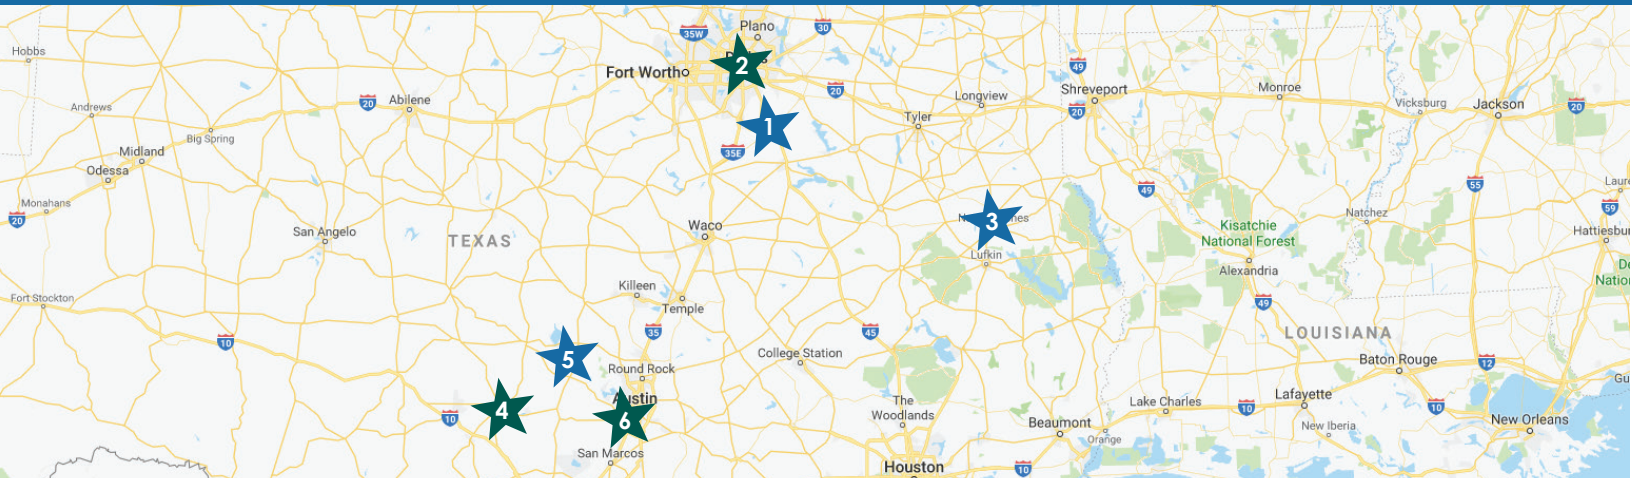 Plano
30
35W
Hobbs
2
Fort Worth
49
20
Longview
Shreveport
Monroe
20
Abilene
20
Vicksburg
Jackson
20
Andrews
Tyler
1
Big Spring
Midland
35E
Odessa
49
55
Laure
Monahans
20
59
Natchez
3
San Angelo
Waco
Kisatchie
National Forest
Hattiesbur
TEXAS
Lufkin
Alexandria
Nation
Killeen
Fort Stockton
Temple
49
10
35
45
LOUISIANA
5
College Station
Baton Rouge
12
Round Rock
Gu
Austin
The
Woodlands
Lake Charles
Lafayette
10
10
4
10
6
Beaumont
New Orleans
New Iberia
Orange
San Marcos
Houston
10